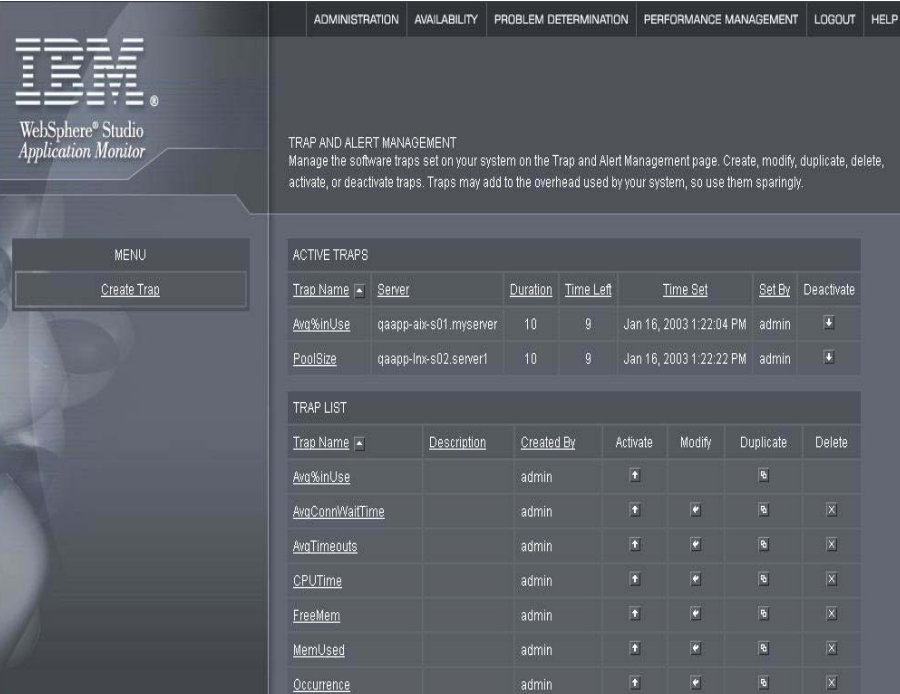 ADMINISTRATION AVAILABILITY PROBLEM DETERMINATION PERFORMANCE MANAGEMENT LOGOUT HELP
IBM®
WebSphere® Studio
Application Monitor
TRAP AND ALERT MANAGEMENT
Manage the software traps set on your system on the Trap and Alert Management page. Create, modify, duplicate, delete,
activate, or deactivate traps. Traps may add to the overhead used by your system, so use them sparingly.
MENU
Create Trap
ACTIVE TRAPS
Trap Name Server Duration Time Left Time Set Set By Deactivate
Avg%inUse qaapp-aix-s01.myserver 10 9 Jan 16, 2003 1:22:04 PM admin
PoolSize qaapp-lnx-s02.server1 10 9 Jan 16, 2003 1:22:22 PM admin
TRAP LIST
Trap Name Description Created By Activate Modify Duplicate Delete
Avg%inUse admin
AvgConnWaitTime admin
AvgTimeouts admin
CPUTime admin
FreeMem admin
MemUsed admin
Occurrence admin